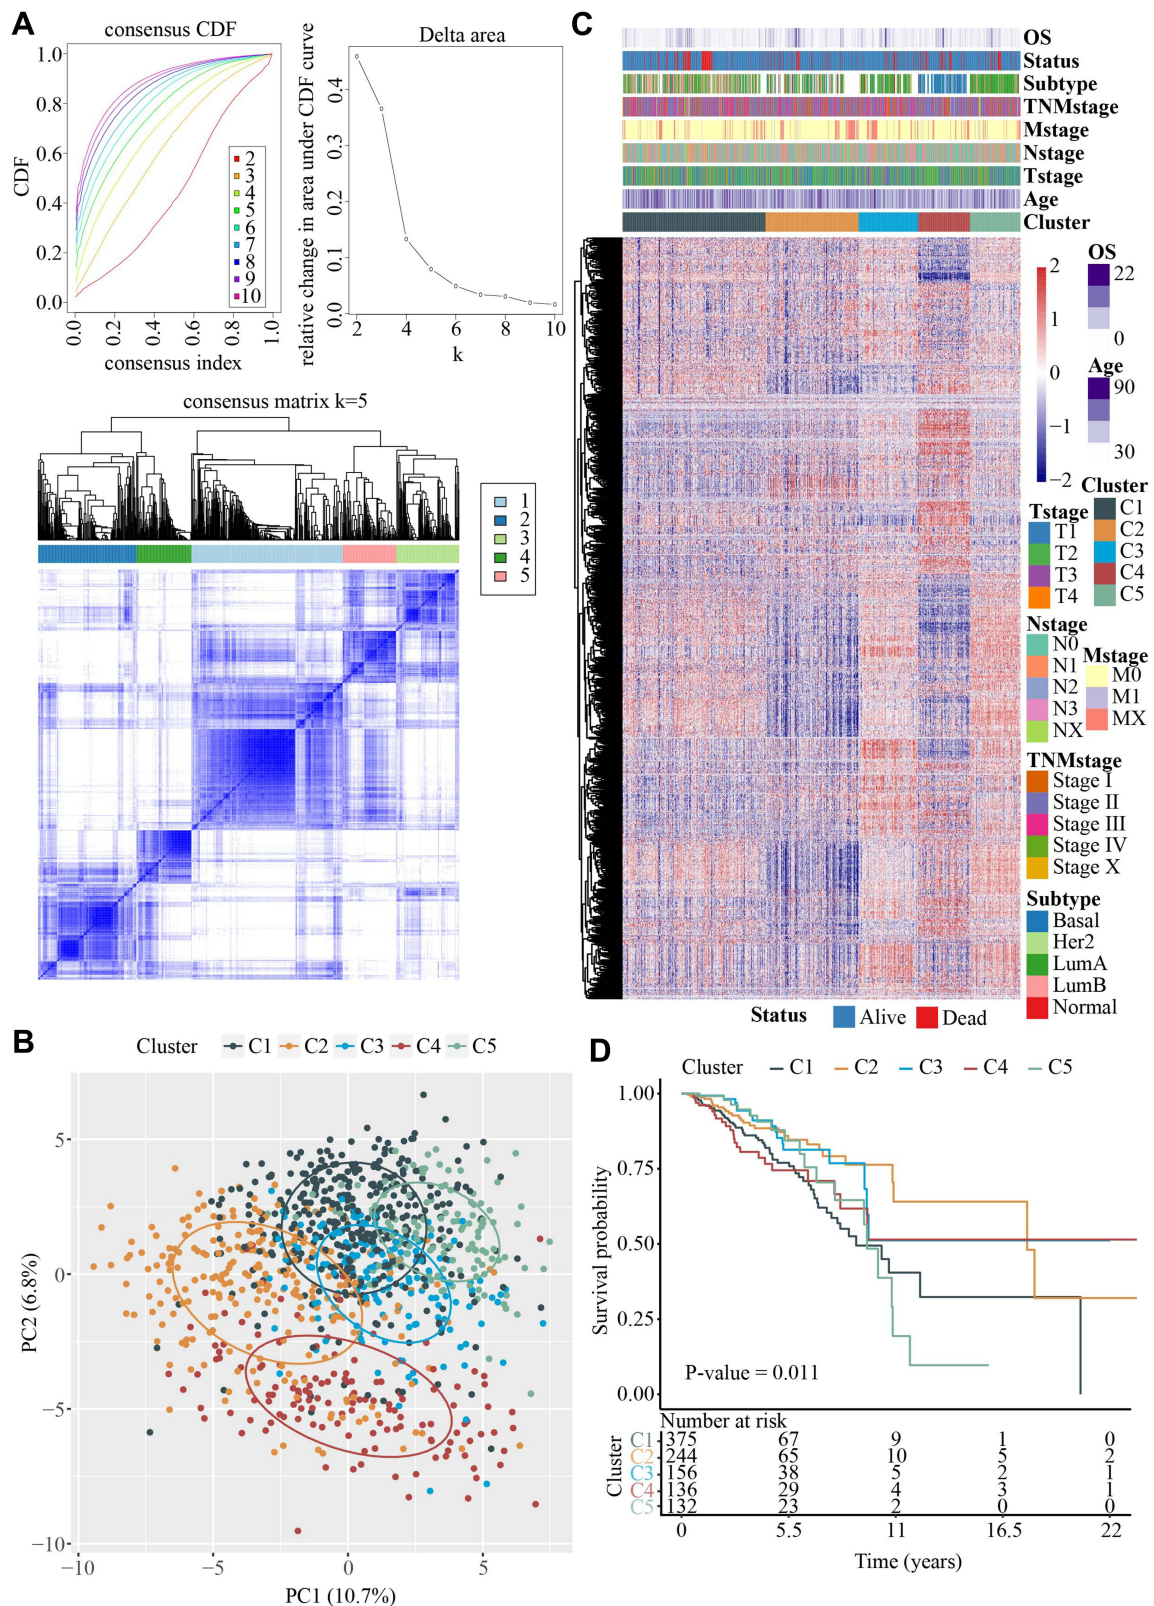 A
consensus CDF
CDF
1.0
0.8
0.6
0.4
0.2
0.0
0.0
0.2
0.4
0.6
0.8
1.0
consensus index
2
3
4
5
6
7
8
9
10
Delta area
relative change in area under CDF curve
0.4
0.3
0.2
0.1
0.0
2
4
6
8
10
k
consensus matrix k=5
1
2
3
4
5
B
Cluster
C1
C2
C3
C4
C5
PC2 (6.8%)
5
0
−5
−10
−10
−5
0
5
PC1 (10.7%)
C
OS
Status
Subtype
TNMstage
Mstage
Nstage
Tstage
Age
Cluster
2
1
0
−1
−2
OS
22
0
Age
90
30
Cluster
C1
C2
C3
C4
C5
Tstage
T1
T2
T3
T4
Nstage
N0
N1
N2
N3
NX
Mstage
M0
M1
MX
TNMstage
Stage I
Stage II
Stage III
Stage IV
Stage X
Subtype
Basal
Her2
LumA
LumB
Normal
Status
Alive
Dead
D
Cluster
C1
C2
C3
C4
C5
Survival probability
1.00
0.75
0.50
0.25
0.00
P-value = 0.011
Number at risk
Cluster
C1 375 67 9 1 0
C2 244 65 10 5 2
C3 156 38 5 2 1
C4 136 29 4 3 1
C5 132 23 2 0 0
0 5.5 11 16.5 22
Time (years)